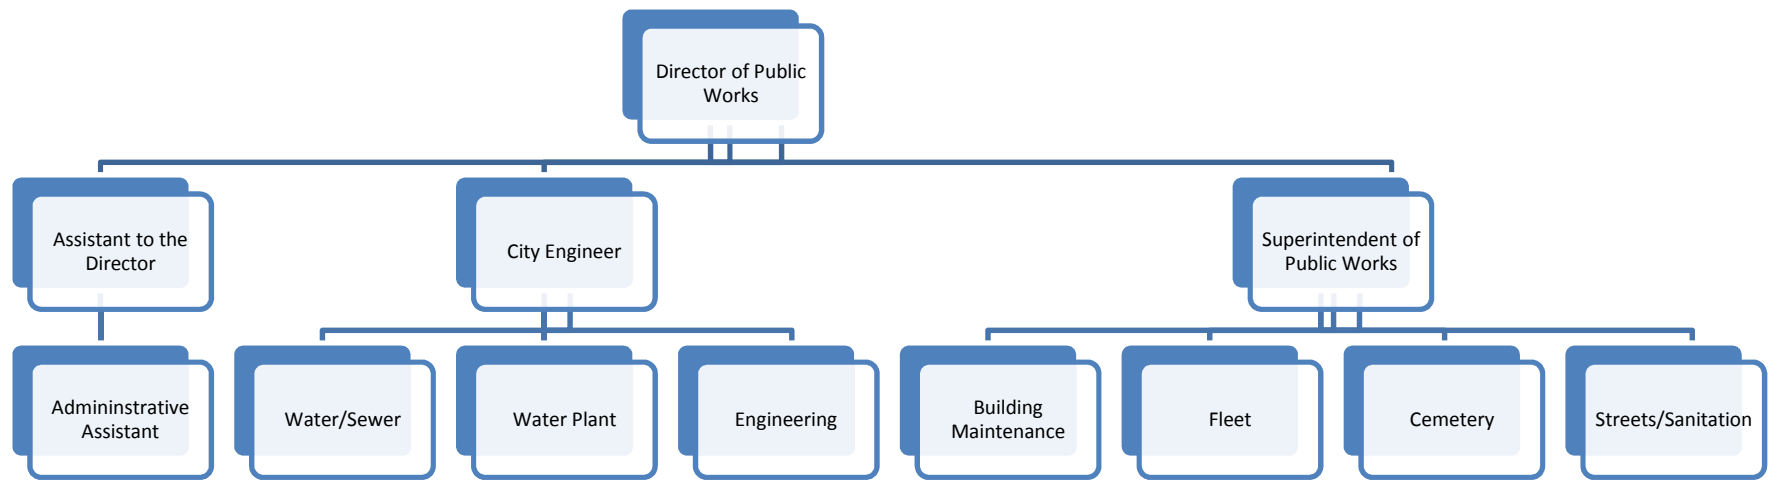 Director of Public
Works
Assistant to the
Director
City Engineer
Superintendent of
Public Works
Admininstrative
Assistant
Water/Sewer
Water Plant
Engineering
Building
Maintenance
Fleet
Cemetery
Streets/Sanitation